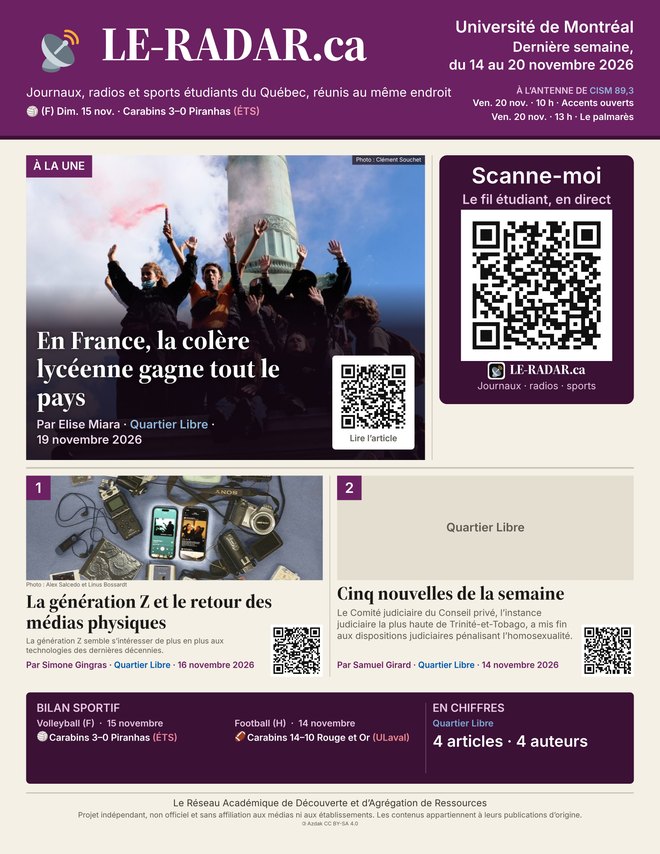 LE-RADAR.ca
Journaux, radios et sports étudiants du Québec, réunis au même endroit
(F) Dim. 15 nov. · Carabins 3–0 Piranhas (ÉTS)
Université de Montréal
Dernière semaine,
du 14 au 20 novembre 2026
À L'ANTENNE DE CISM 89,3
Ven. 20 nov. · 10 h · Accents ouverts
Ven. 20 nov. · 13 h · Le palmarès
À LA UNE
Photo : Clément Souchet
En France, la colère
lycéenne gagne tout le
pays
Par Elise Miara · Quartier Libre ·
19 novembre 2026
Lire l'article
Scanne-moi
Le fil étudiant, en direct
LE-RADAR.ca
Journaux · radios · sports
1
Photo : Alex Salcedo et Linus Bossardt
La génération Z et le retour des
médias physiques
La génération Z semble s'intéresser de plus en plus aux
technologies des dernières décennies.
Par Simone Gingras · Quartier Libre · 16 novembre 2026
2
Quartier Libre
Cinq nouvelles de la semaine
Le Comité judiciaire du Conseil privé, l'instance
judiciaire la plus haute de Trinité-et-Tobago, a mis fin
aux dispositions judiciaires pénalisant l'homosexualité.
Par Samuel Girard · Quartier Libre · 14 novembre 2026
BILAN SPORTIF
Volleyball (F) · 15 novembre
Carabins 3–0 Piranhas (ÉTS)
Football (H) · 14 novembre
Carabins 14–10 Rouge et Or (ULaval)
EN CHIFFRES
Quartier Libre
4 articles · 4 auteurs
Le Réseau Académique de Découverte et d'Agrégation de Ressources
Projet indépendant, non officiel et sans affiliation aux médias ni aux établissements. Les contenus appartiennent à leurs publications d'origine.
Azdak CC BY-SA 4.0